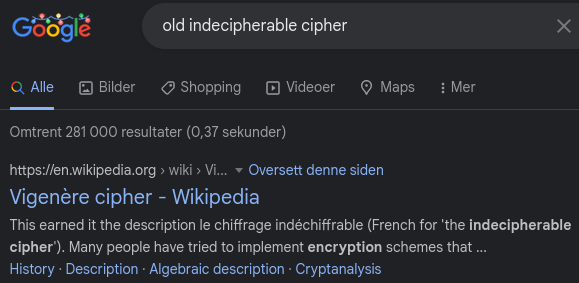 Google
old indecipherable cipher
Alle Bilder Shopping Videoer Maps Mer
Omtrent 281 000 resultater (0,37 sekunder)
https://en.wikipedia.org › wiki › Vi... Oversett denne siden
Vigenère cipher - Wikipedia
This earned it the description le chiffrage indéchiffrable (French for 'the indecipherable
cipher'). Many people have tried to implement encryption schemes that ...
History · Description · Algebraic description · Cryptanalysis